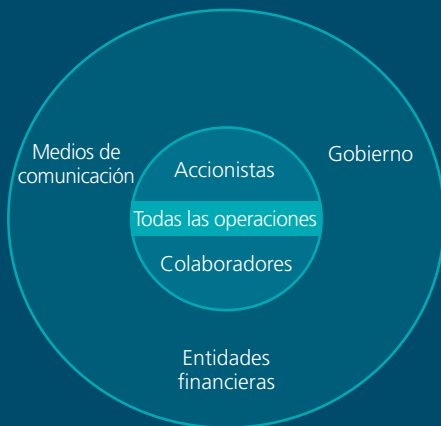 Medios de
comunicación
Gobierno
Accionistas
Todas las operaciones
Colaboradores
Entidades
financieras